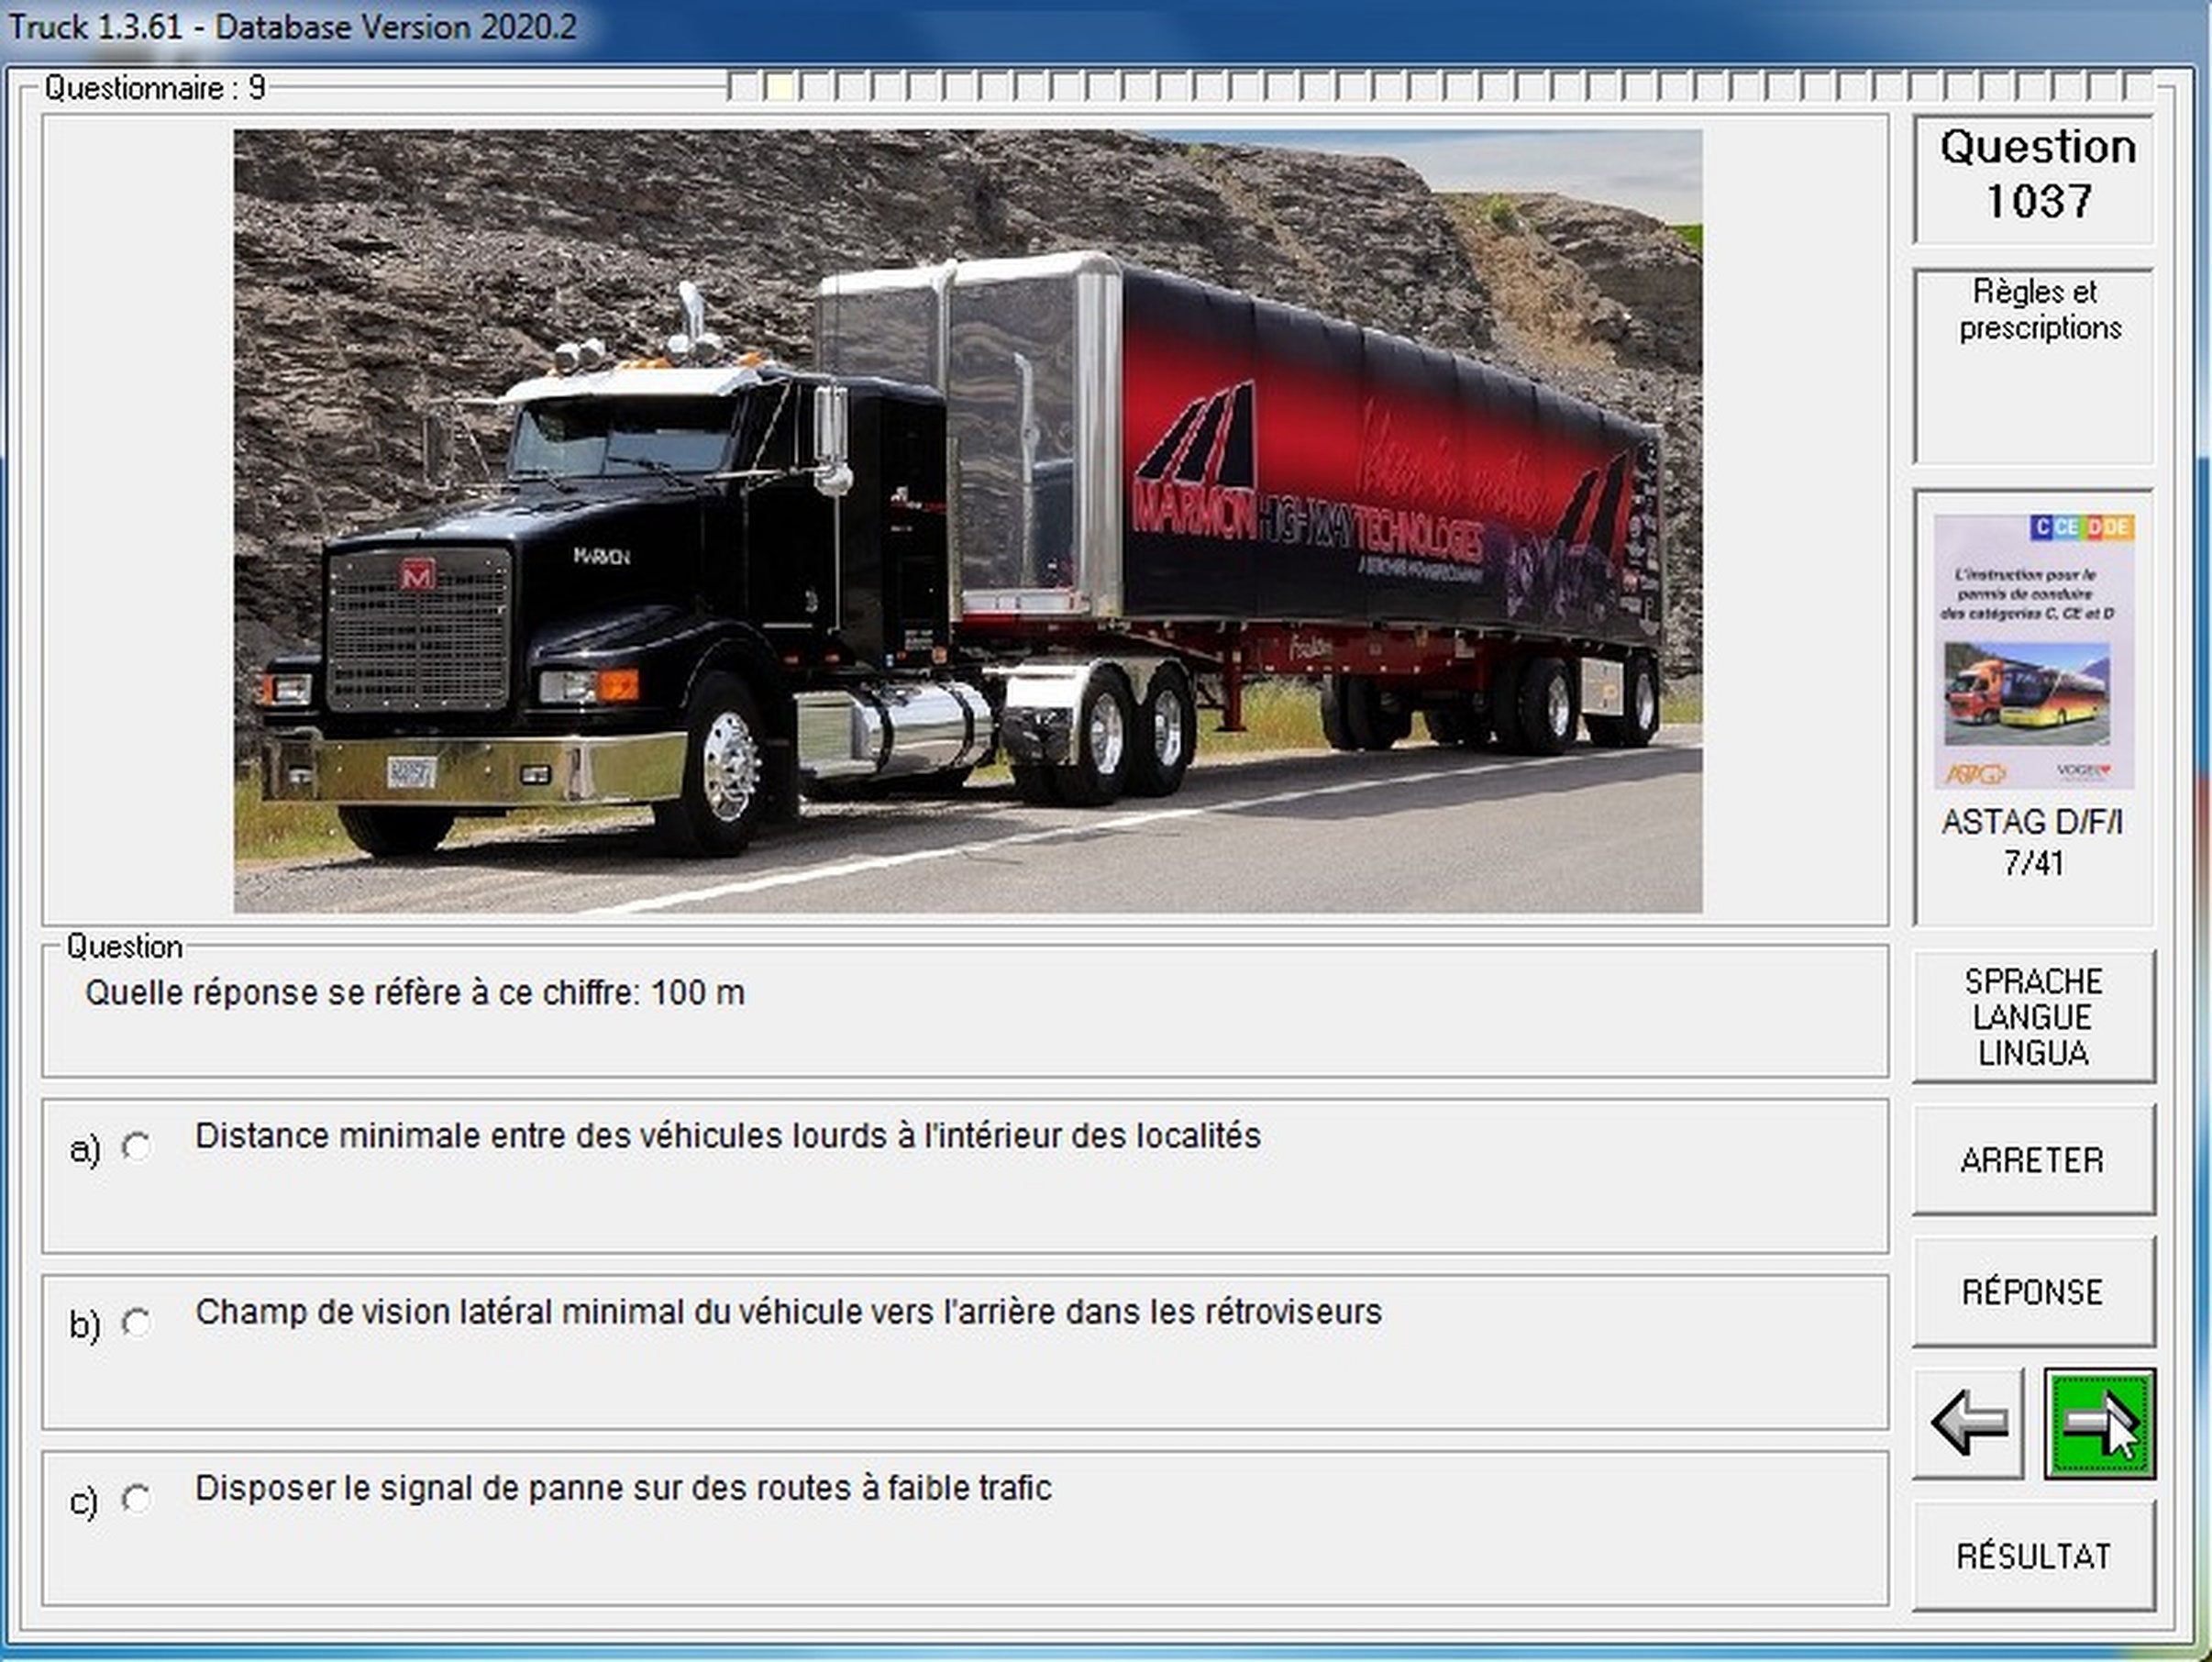 Truck 1.3.61 - Database Version 2020.2
Questionnaire : 9
MARMON
M
MARMON HIGHWAY TECHNOLOGIES
Question
1037
Règles et
prescriptions
C CE D DE
L'instruction pour le
permis de conduire
des catégories C, CE et D
ASTAG
VOGEL
ASTAG D/F/I
7/41
Question
Quelle réponse se réfère à ce chiffre: 100 m
a) Distance minimale entre des véhicules lourds à l'intérieur des localités
b) Champ de vision latéral minimal du véhicule vers l'arrière dans les rétroviseurs
c) Disposer le signal de panne sur des routes à faible trafic
SPRACHE
LANGUE
LINGUA
ARRETER
RÉPONSE
RÉSULTAT